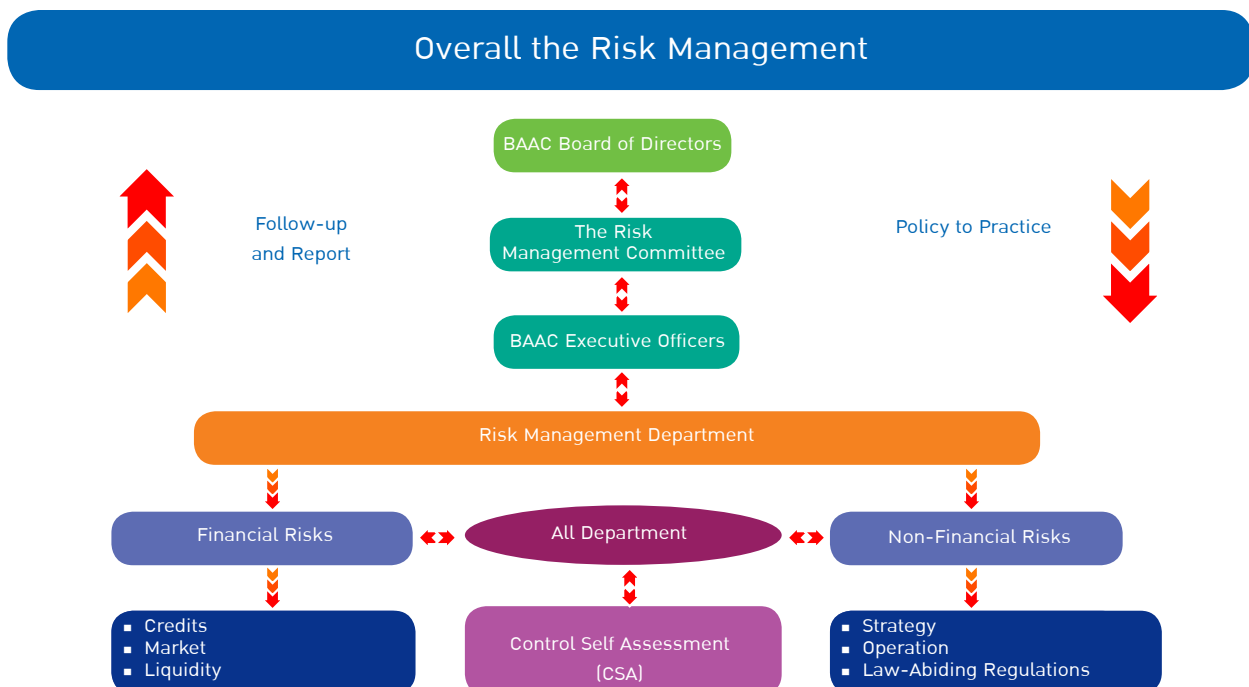 Overall the Risk Management
BAAC Board of Directors
Follow-up
and Report
The Risk
Management Committee
Policy to Practice
BAAC Executive Officers
Risk Management Department
Financial Risks
All Department
Non-Financial Risks
▪ Credits
▪ Market
▪ Liquidity
Control Self Assessment
(CSA)
▪ Strategy
▪ Operation
▪ Law-Abiding Regulations